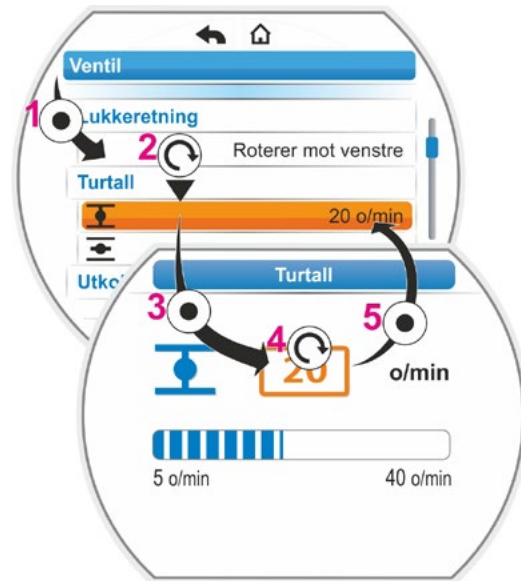 Ventil
1
Lukkeretning
2
Roterer mot venstre
Turtall
20 o/min
Turtall
3
4
5
20
o/min
5 o/min
40 o/min